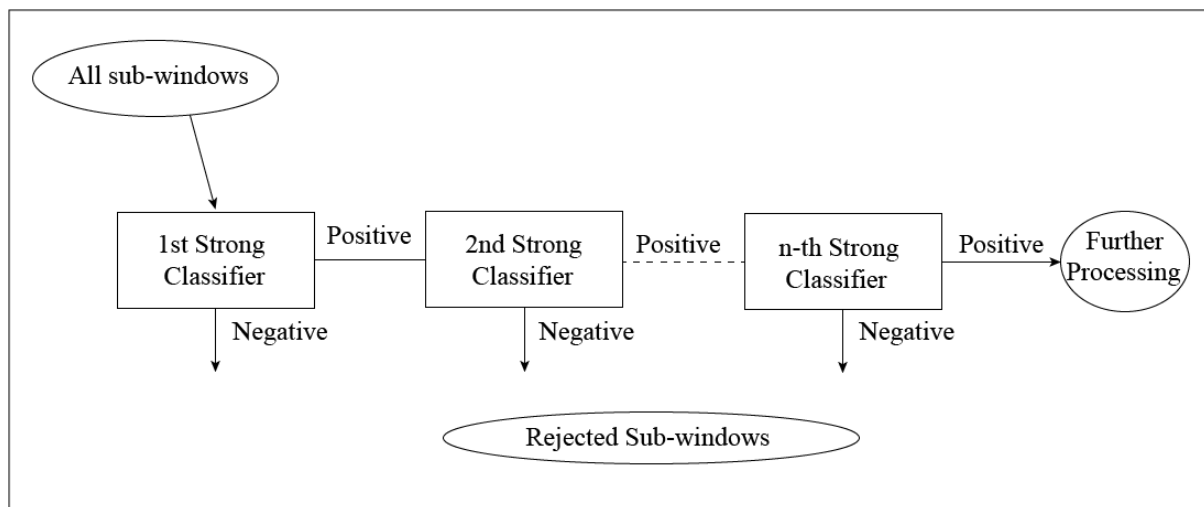 All sub-windows
1st Strong
Classifier
Positive
2nd Strong
Classifier
Positive
n-th Strong
Classifier
Positive
Further
Processing
Negative
Negative
Negative
Rejected Sub-windows